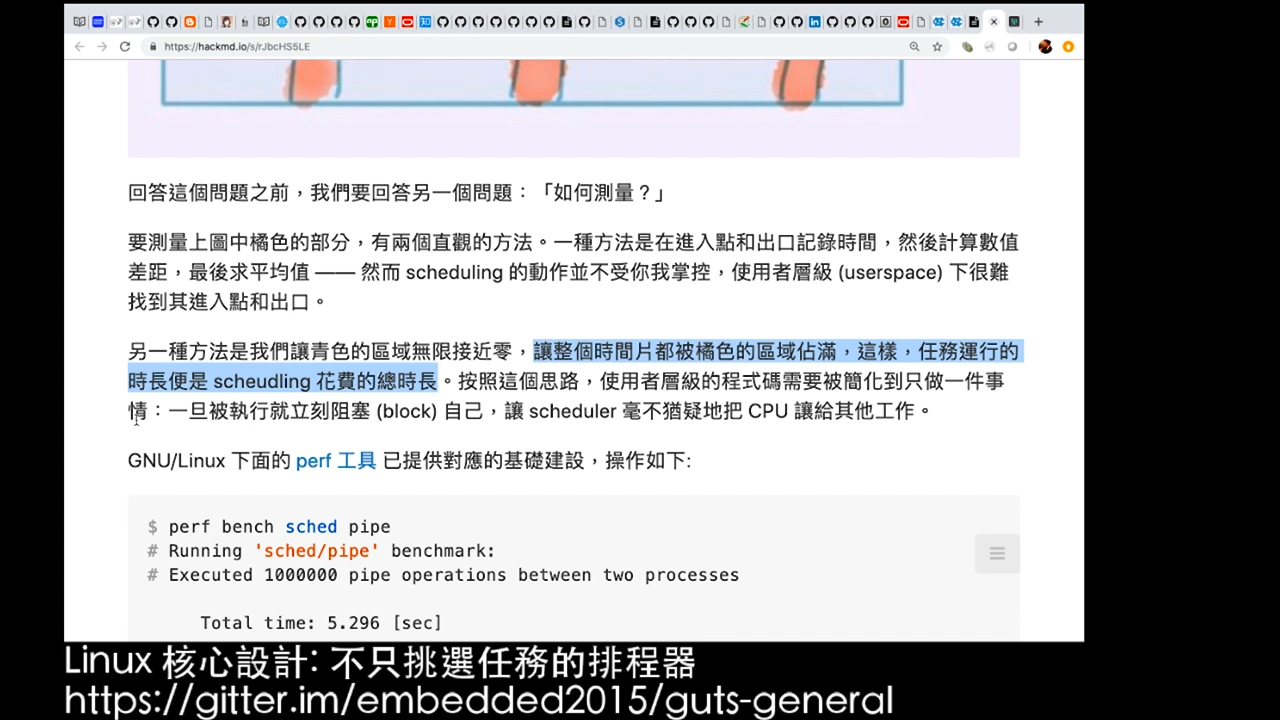 https://hackmd.io/s/rJbcHS5LE
回答這個問題之前，我們要回答另一個問題：「如何測量？」
要測量上圖中橘色的部分，有兩個直觀的方法。一種方法是在進入點和出口記錄時間，然後計算數值
差距，最後求平均值 —— 然而 scheduling 的動作並不受你我掌控，使用者層級 (userspace) 下很難
找到其進入點和出口。
另一種方法是我們讓青色的區域無限接近零，讓整個時間片都被橘色的區域佔滿，這樣，任務運行的
時長便是 scheudling 花費的總時長。按照這個思路，使用者層級的程式碼需要被簡化到只做一件事
情：一旦被執行就立刻阻塞 (block) 自己，讓 scheduler 毫不猶疑地把 CPU 讓給其他工作。
GNU/Linux 下面的 perf 工具 已提供對應的基礎建設，操作如下:
$ perf bench sched pipe
# Running 'sched/pipe' benchmark:
# Executed 1000000 pipe operations between two processes
Total time: 5.296 [sec]
Linux 核心設計: 不只挑選任務的排程器
https://gitter.im/embedded2015/guts-general